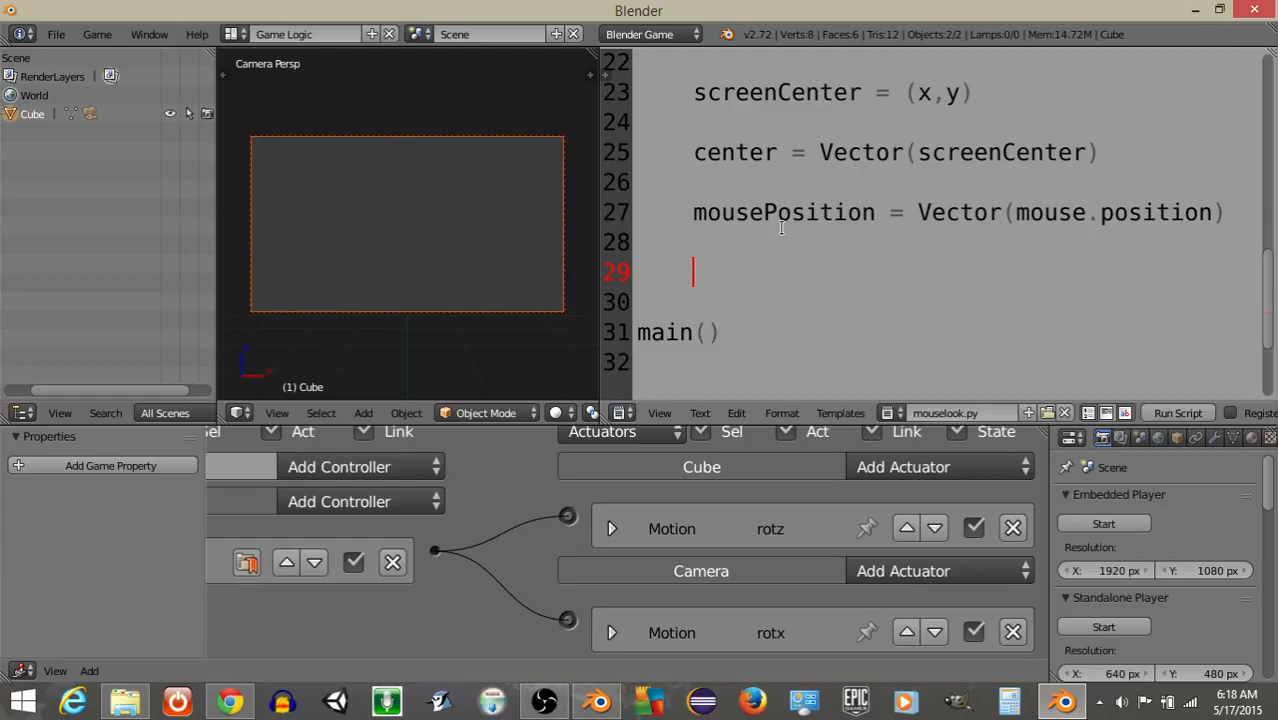 Blender
File Game Window Help Game Logic Scene Blender Game v2.72 | Verts:8 | Faces:6 | Tris:12 | Objects:2/2 | Lamps:0/0 | Mem:14.72M | Cube
Scene
RenderLayers
World
Cube
Camera Persp
(1) Cube
22
23 screenCenter = (x,y)
24
25 center = Vector(screenCenter)
26
27 mousePosition = Vector(mouse.position)
28
29
30
31 main()
32
View Search All Scenes
View Select Add Object Object Mode
View Text Edit Format Templates mouselook.py Run Script Registe
Properties
Add Game Property
Sel Act Link
Add Controller
Add Controller
Actuators Sel Act Link State
Cube Add Actuator
Motion rotz
Camera Add Actuator
Motion rotx
View Add
Scene
Embedded Player
Start
Resolution:
X: 1920 px Y: 1080 px
Standalone Player
Start
Resolution:
X: 640 px Y: 480 px
EPIC GAMES
6:18 AM
5/17/2015